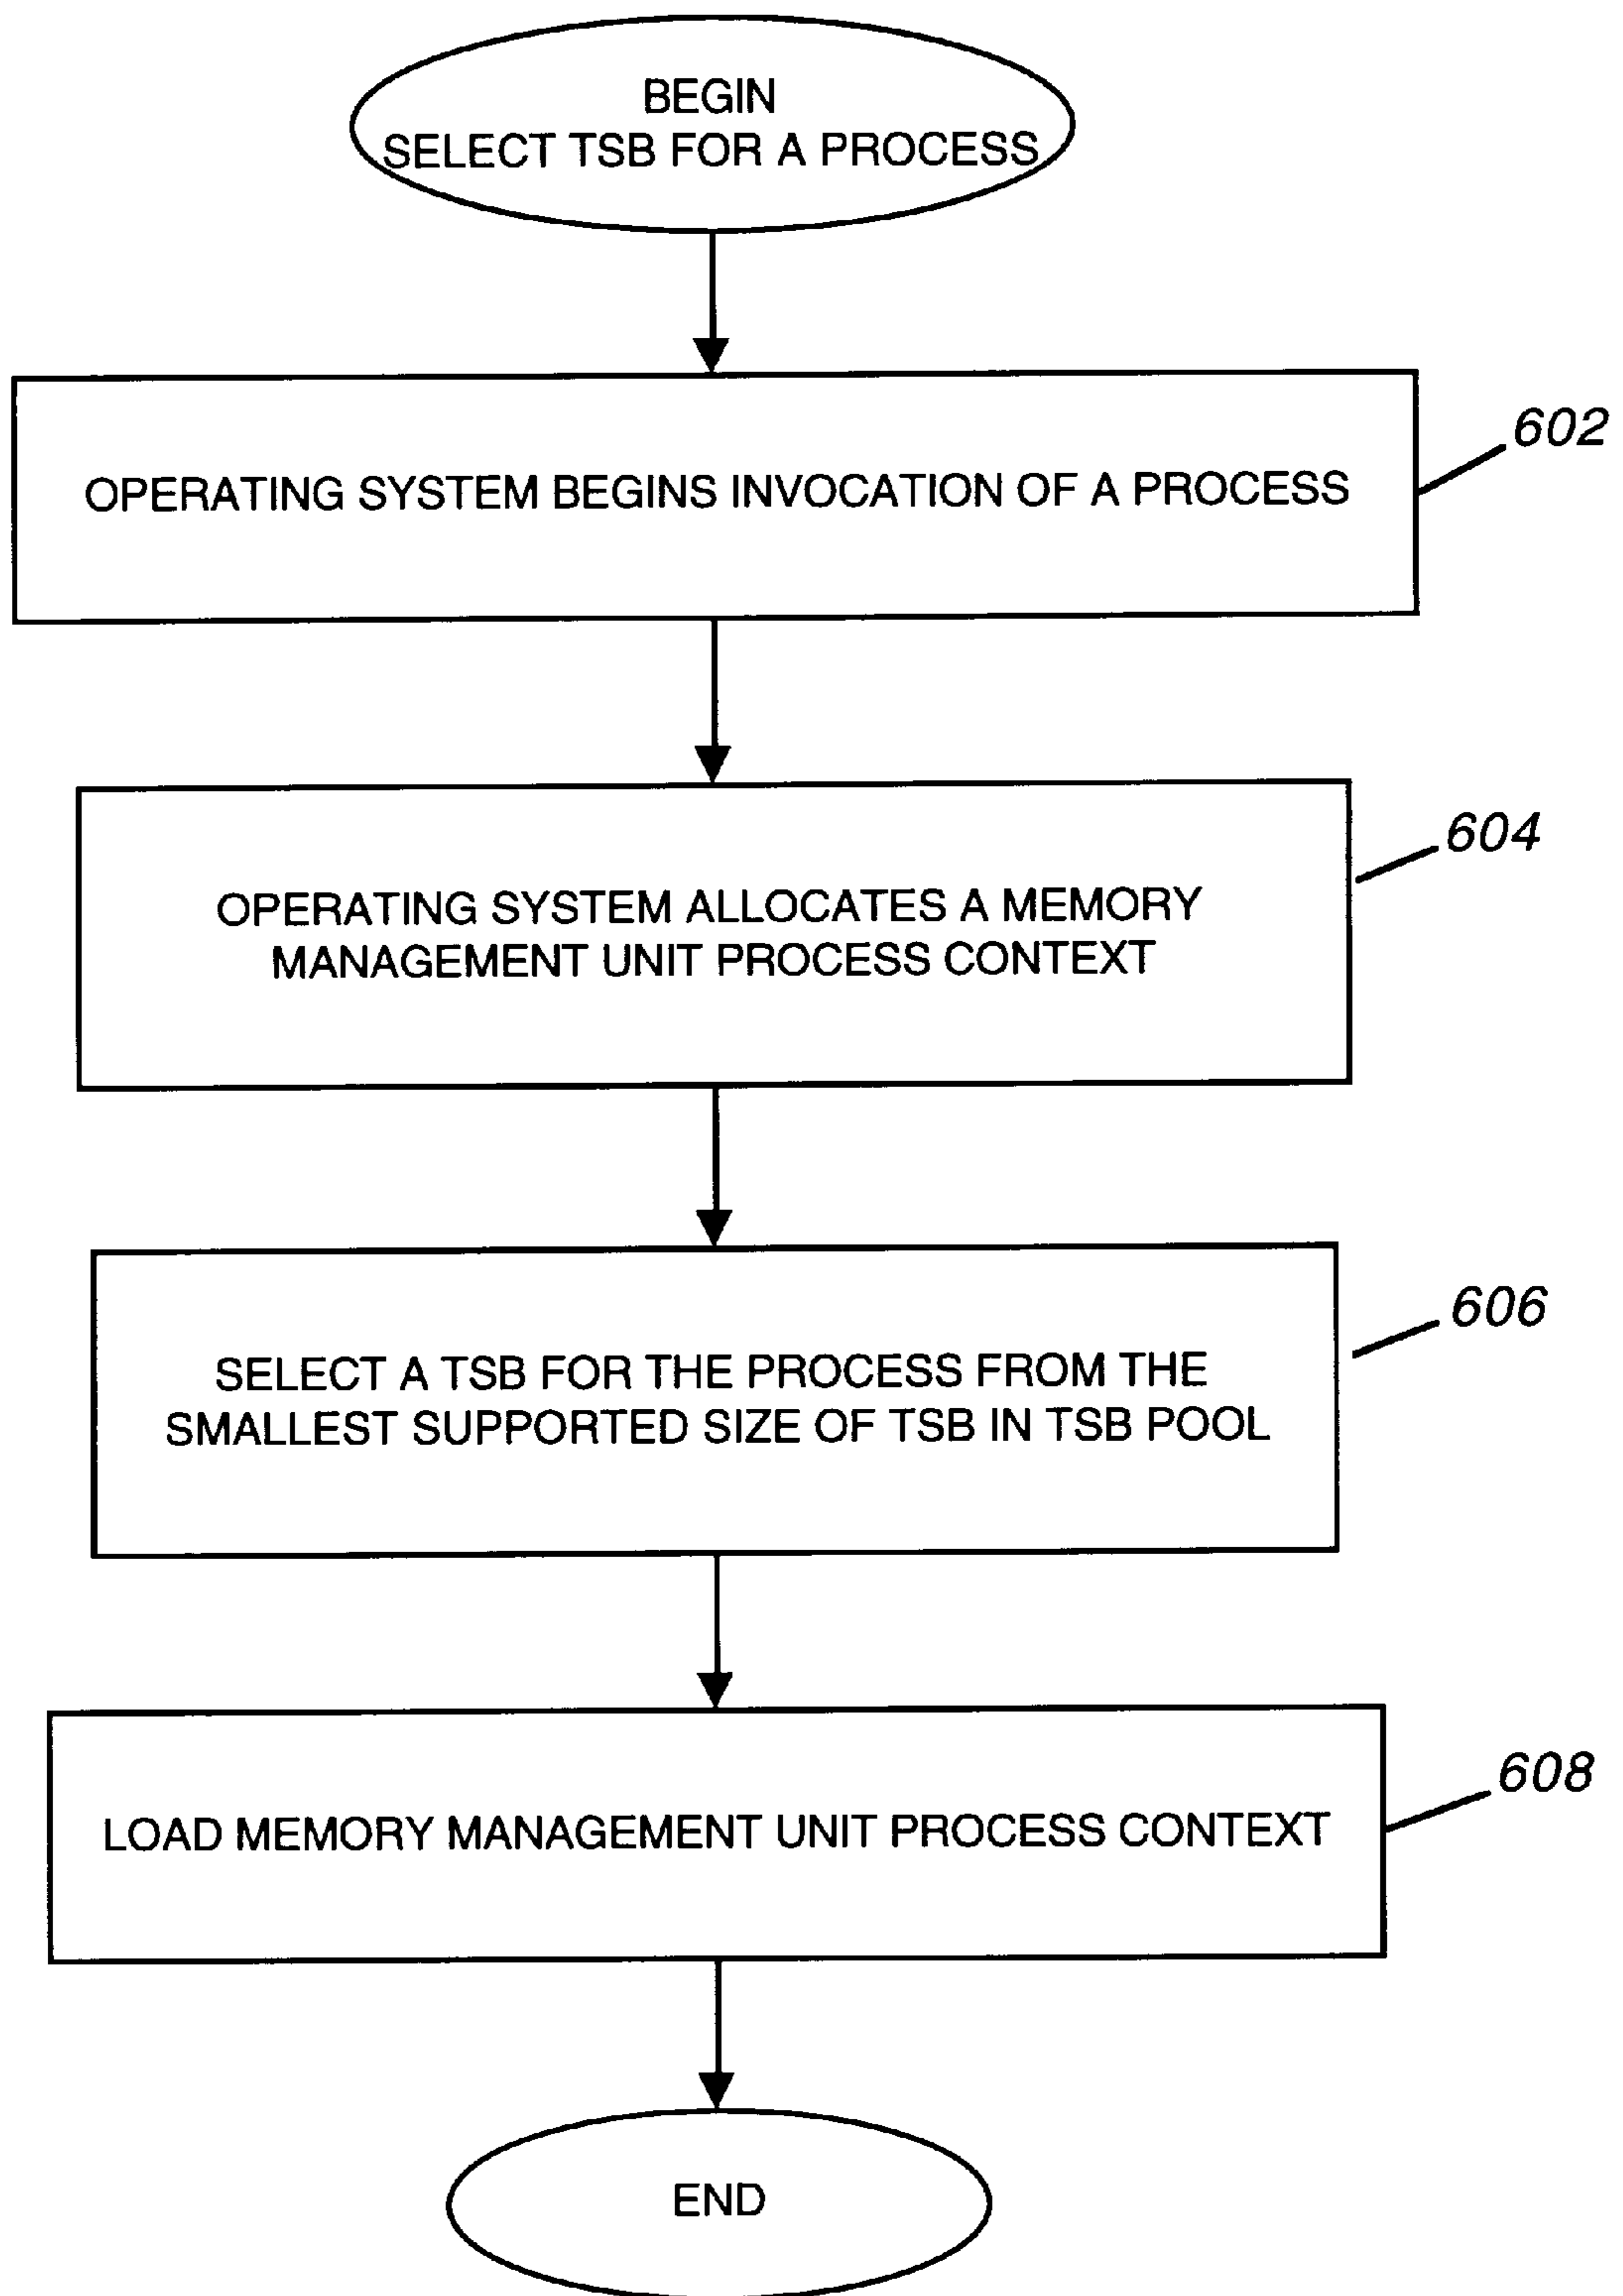 BEGIN
SELECT TSB FOR A PROCESS
OPERATING SYSTEM BEGINS INVOCATION OF A PROCESS
602
OPERATING SYSTEM ALLOCATES A MEMORY
MANAGEMENT UNIT PROCESS CONTEXT
604
SELECT A TSB FOR THE PROCESS FROM THE
SMALLEST SUPPORTED SIZE OF TSB IN TSB POOL
606
LOAD MEMORY MANAGEMENT UNIT PROCESS CONTEXT
608
END